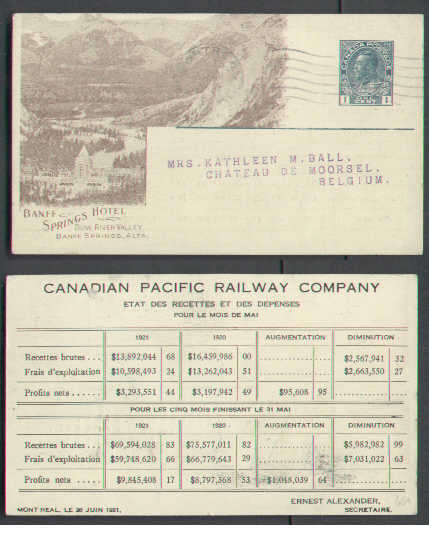 CANADA POSTAGE
1 ONE CENT 1
MRS. KATHLEEN M. BALL,
CHATEAU DE MOORSEL,
BELGIUM.
BANFF
SPRINGS HOTEL
BOW RIVER VALLEY
BANFF SPRINGS, ALTA.
CANADIAN PACIFIC RAILWAY COMPANY
ETAT DES RECETTES ET DES DEPENSES
POUR LE MOIS DE MAI
1921 1920 AUGMENTATION DIMINUTION
Recettes brutes .... $13,892,044 68 $16,459,986 00 $2,567,941 32
Frais d'exploitation $10,598,493 24 $13,262,043 51 $2,663,550 27
Profits nets ...... $3,293,551 44 $3,197,942 49 $95,608 95
POUR LES CINQ MOIS FINISSANT LE 31 MAI
1921 1920 AUGMENTATION DIMINUTION
Recettes brutes .... $69,594,028 83 $75,577,011 82 $5,982,982 99
Frais d'exploitation $59,748,620 66 $66,779,643 29 $7,031,022 63
Profits nets ...... $9,845,408 17 $8,797,368 53 $1,048,039 64
ERNEST ALEXANDER,
MONTREAL, LE 28 JUIN 1921. SECRETAIRE.